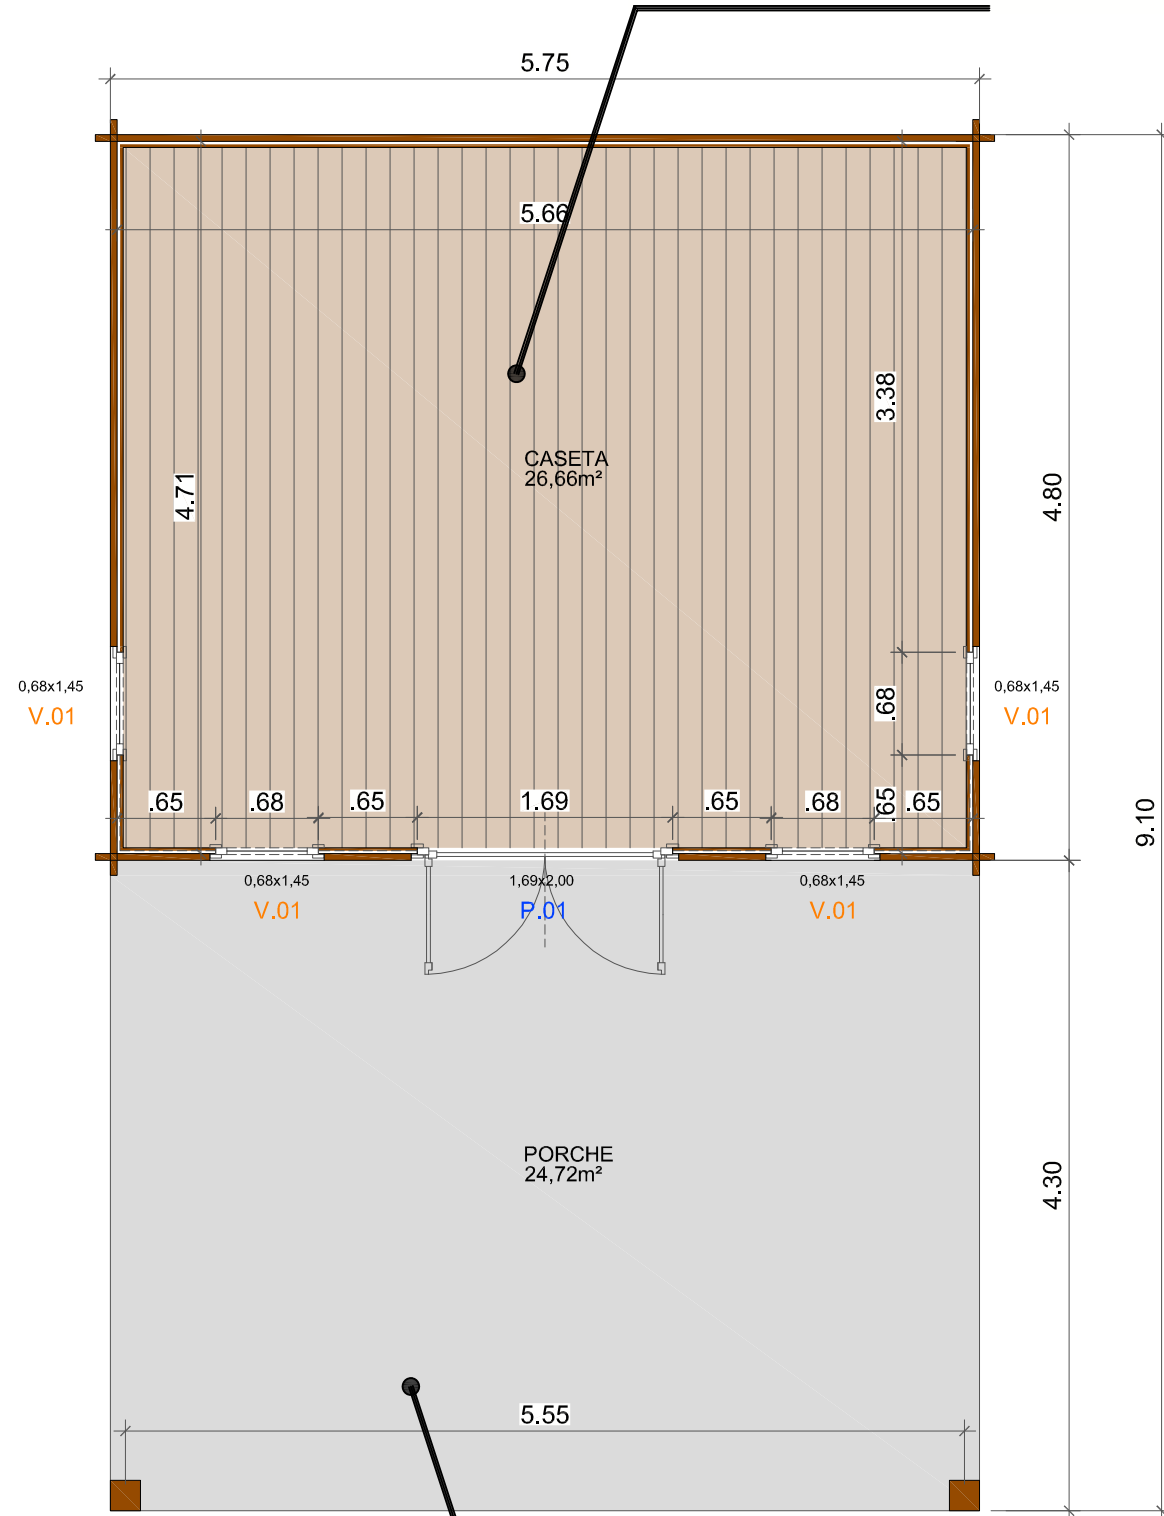 5.75
5.66
3.38
CASETA
26,66m²
4.71
4.80
0,68x1,45
V.01
0,68x1,45
V.01
.68
9.10
.65
.68
.65
1.69
.65
.68
.65
.65
0,68x1,45
V.01
1,69x2,00
P.01
0,68x1,45
V.01
PORCHE
24,72m²
4.30
5.55